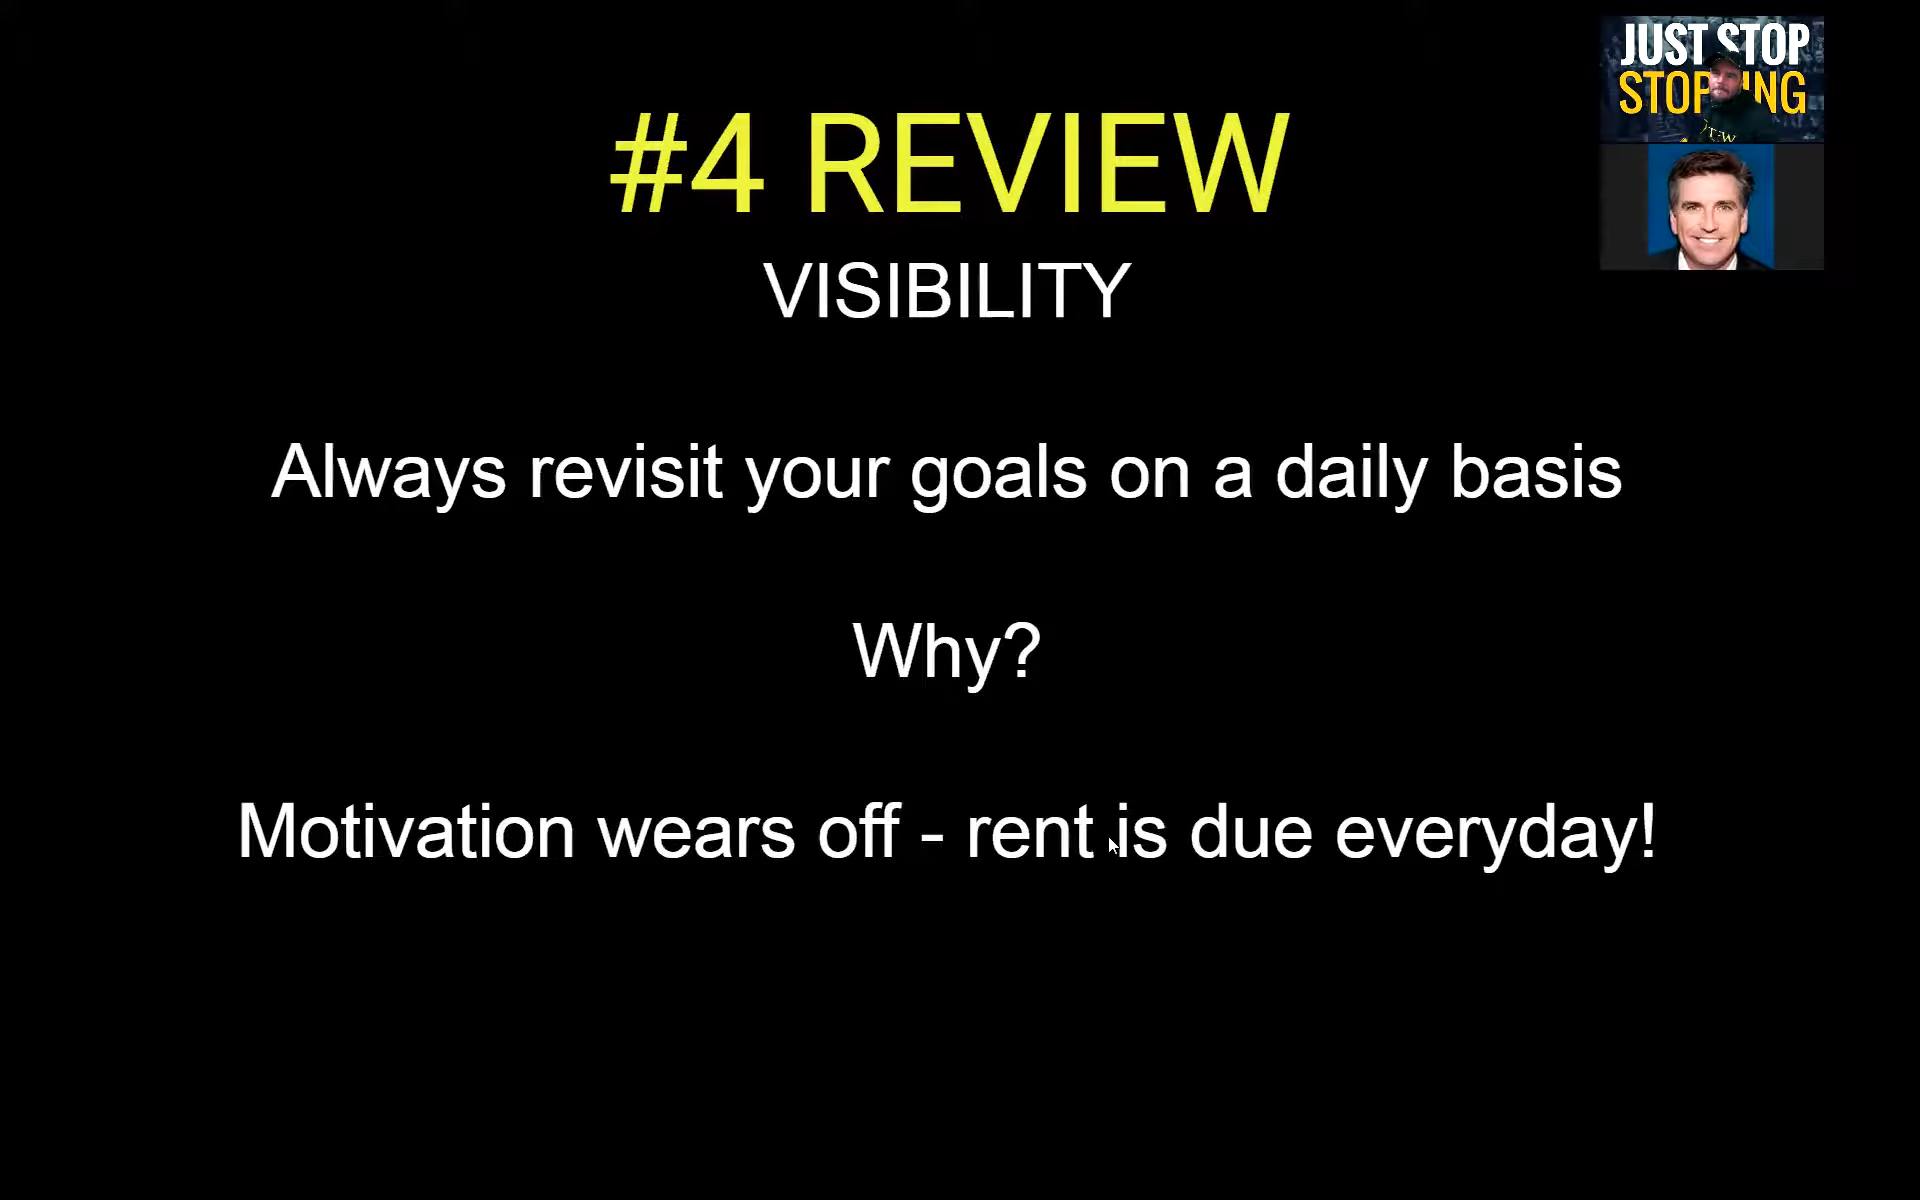 #4 REVIEW
VISIBILITY
Always revisit your goals on a daily basis
Why?
Motivation wears off - rent is due everyday!
JUST STOP